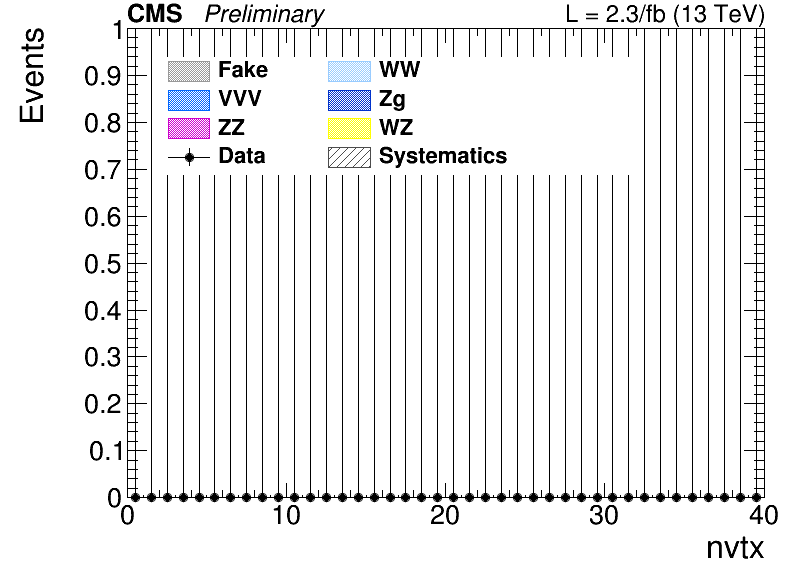 CMS Preliminary L = 2.3/fb (13 TeV)
Events
1
0.9
0.8
0.7
0.6
0.5
0.4
0.3
0.2
0.1
0
Fake WW
VVV Zg
ZZ WZ
Data Systematics
0 10 20 30 40
nvtx